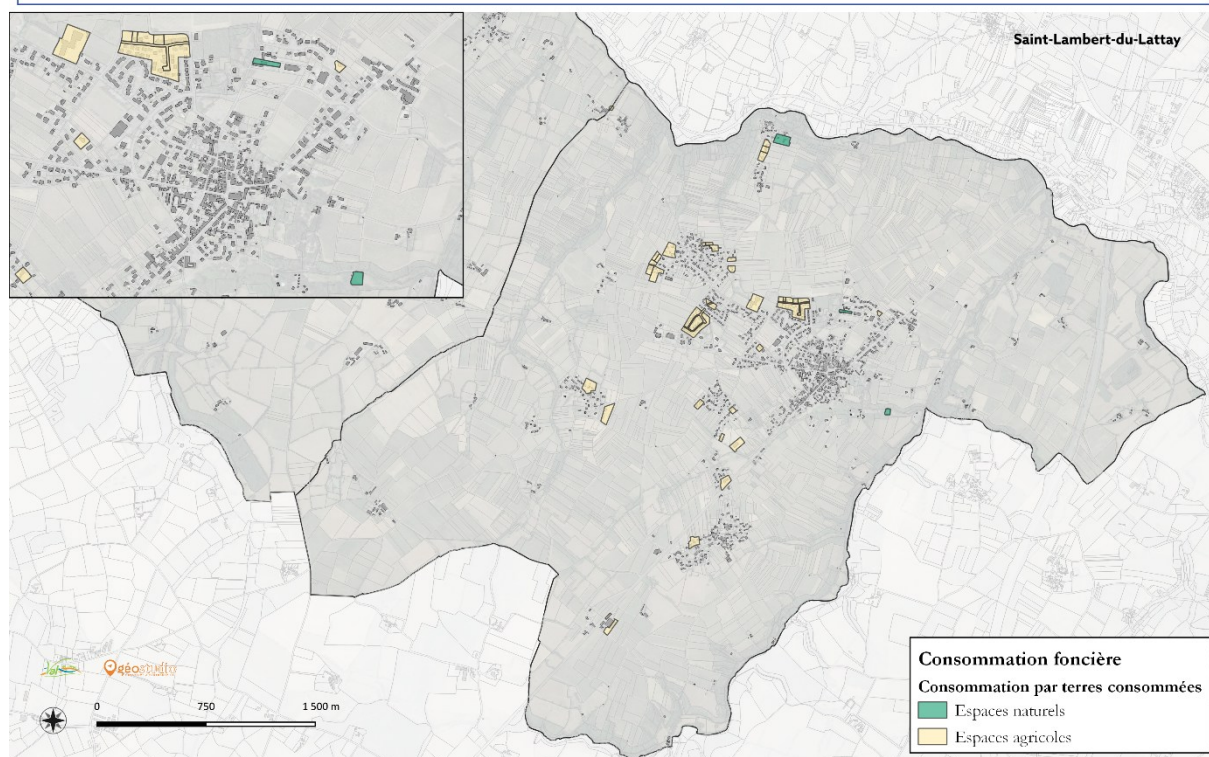 Saint-Lambert-du-Lattay
géostudio
0 750 1 500 m
Consommation foncière
Consommation par terres consommées
Espaces naturels
Espaces agricoles